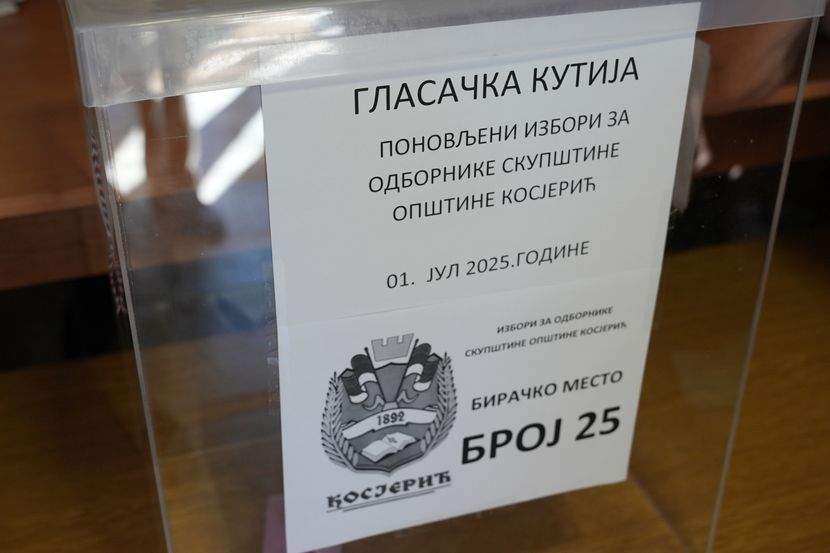 ГЛАСАЧКА КУТИЈА
ПОНОВЉЕНИ ИЗБОРИ ЗА
ОДБОРНИКЕ СКУПШТИНЕ
ОПШТИНЕ КОСЈЕРИЋ
01. ЈУЛ 2025.ГОДИНЕ
ИЗБОРИ ЗА ОДБОРНИКЕ
СКУПШТИНЕ ОПШТИНЕ КОСЈЕРИЋ
БИРАЧКО МЕСТО
БРОЈ 25
1892
КОСЈЕРИЋ